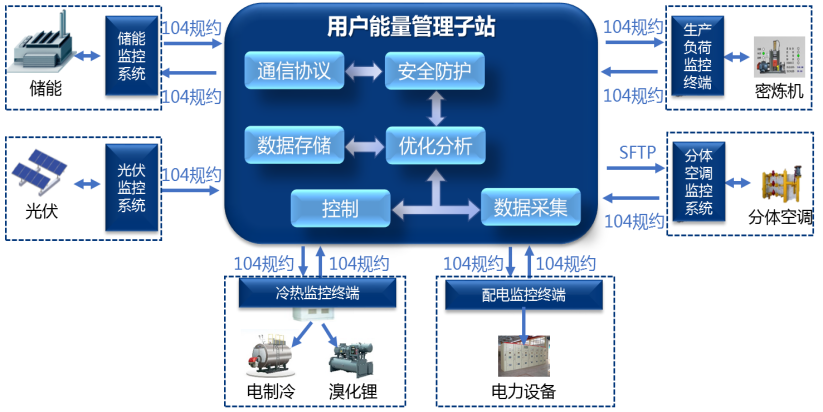 用户能量管理子站
通信协议
安全防护
数据存储
优化分析
控制
数据采集
104规约
104规约
储能
监控
系统
储能
104规约
光伏
监控
系统
光伏
104规约
104规约
生产
负荷
监控
终端
密炼机
SFTP
104规约
分体
空调
监控
系统
分体空调
104规约
104规约
冷热监控终端
电制冷
溴化锂
104规约
104规约
配电监控终端
电力设备